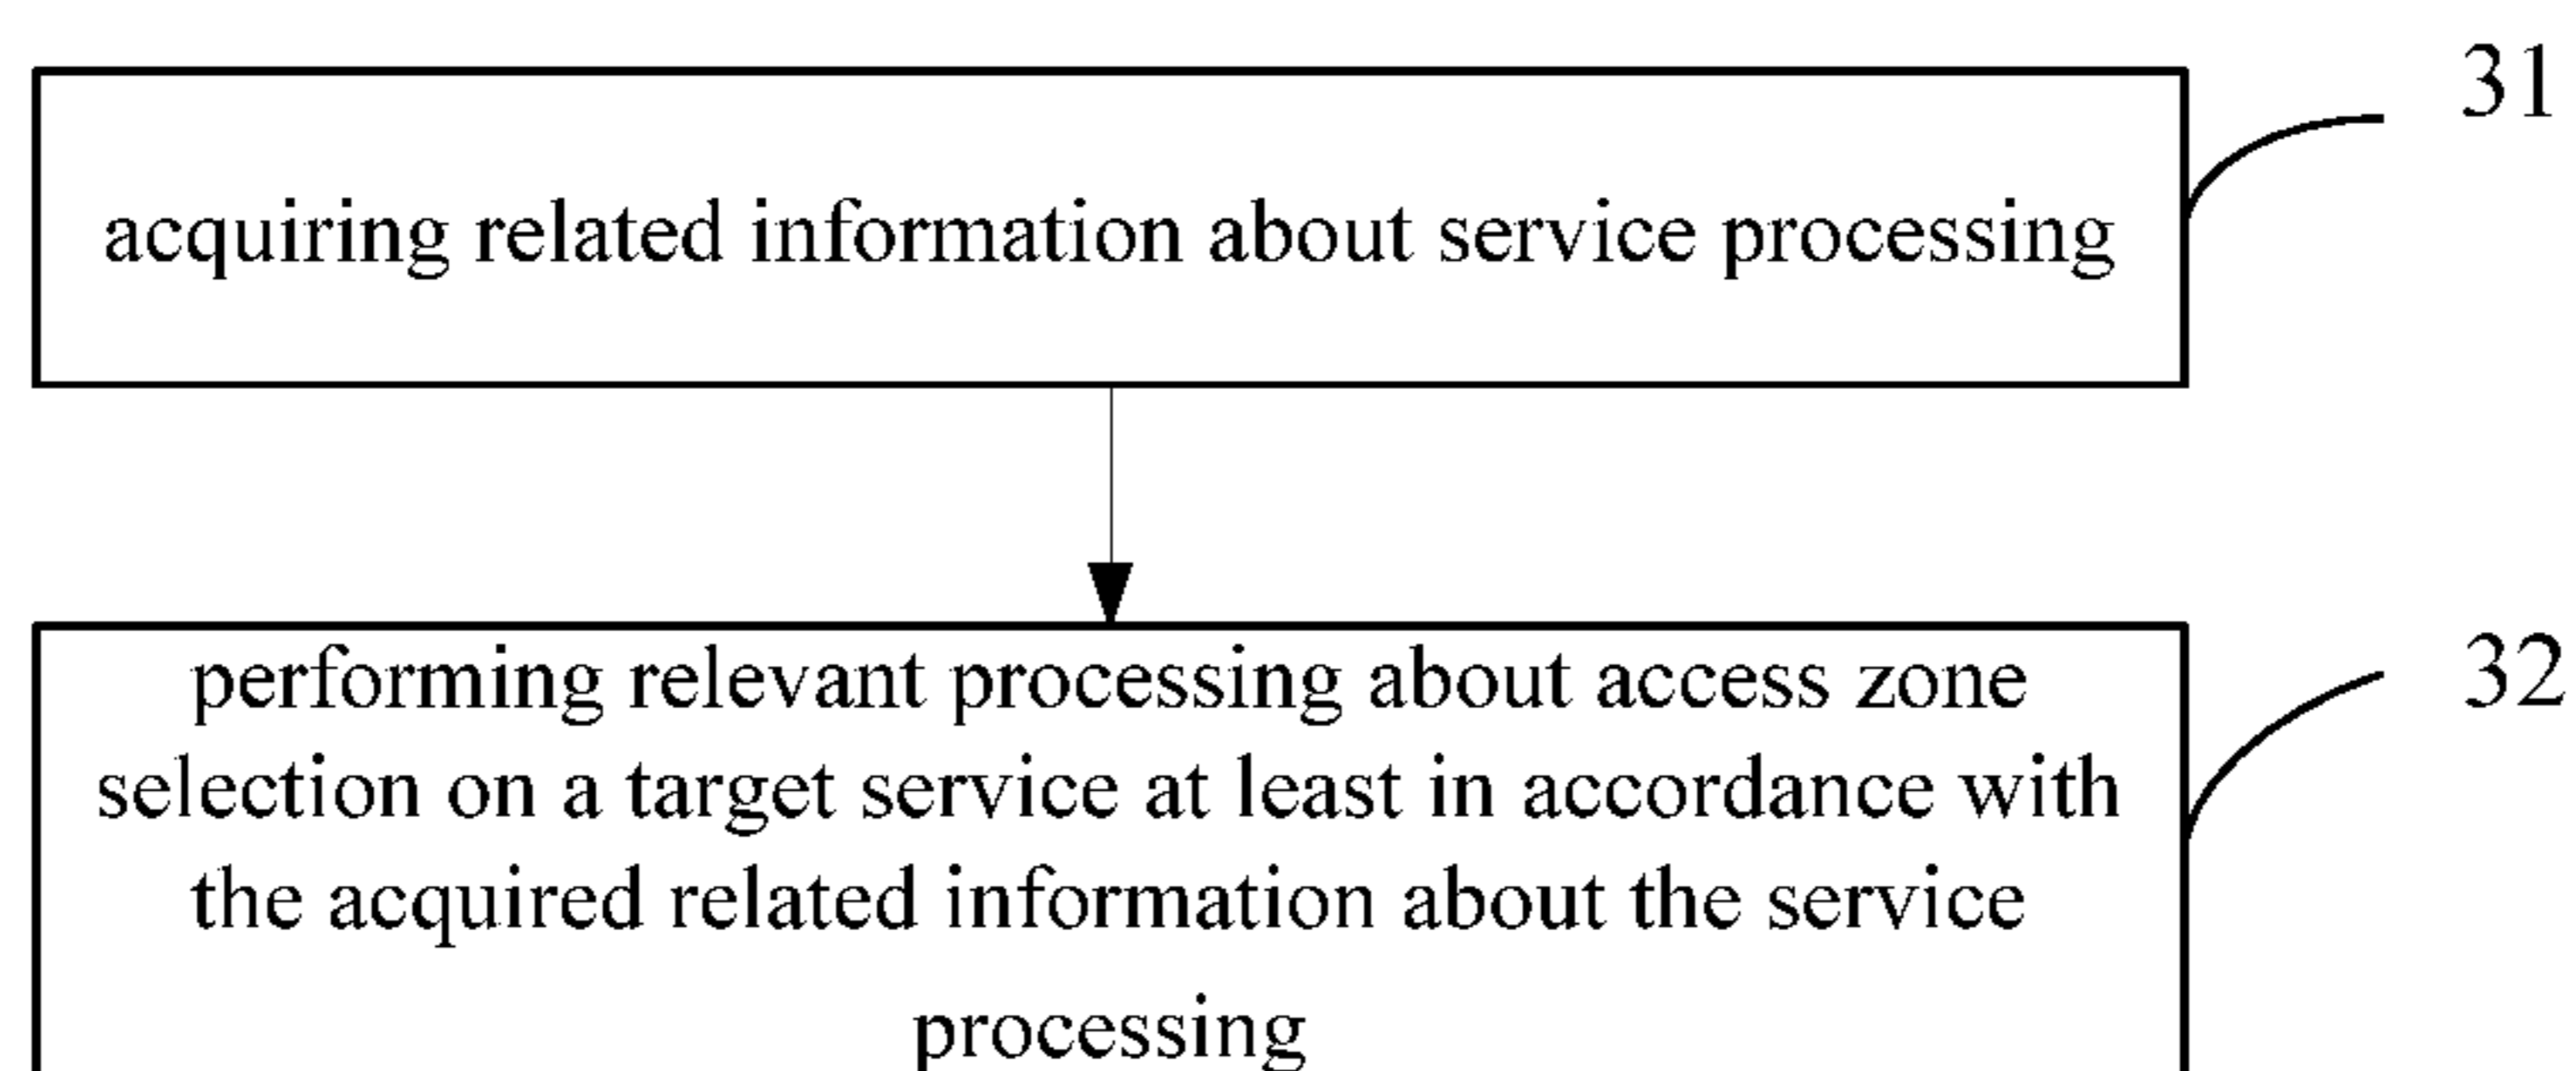 31
acquiring related information about service processing
32
performing relevant processing about access zone
selection on a target service at least in accordance with
the acquired related information about the service
processing